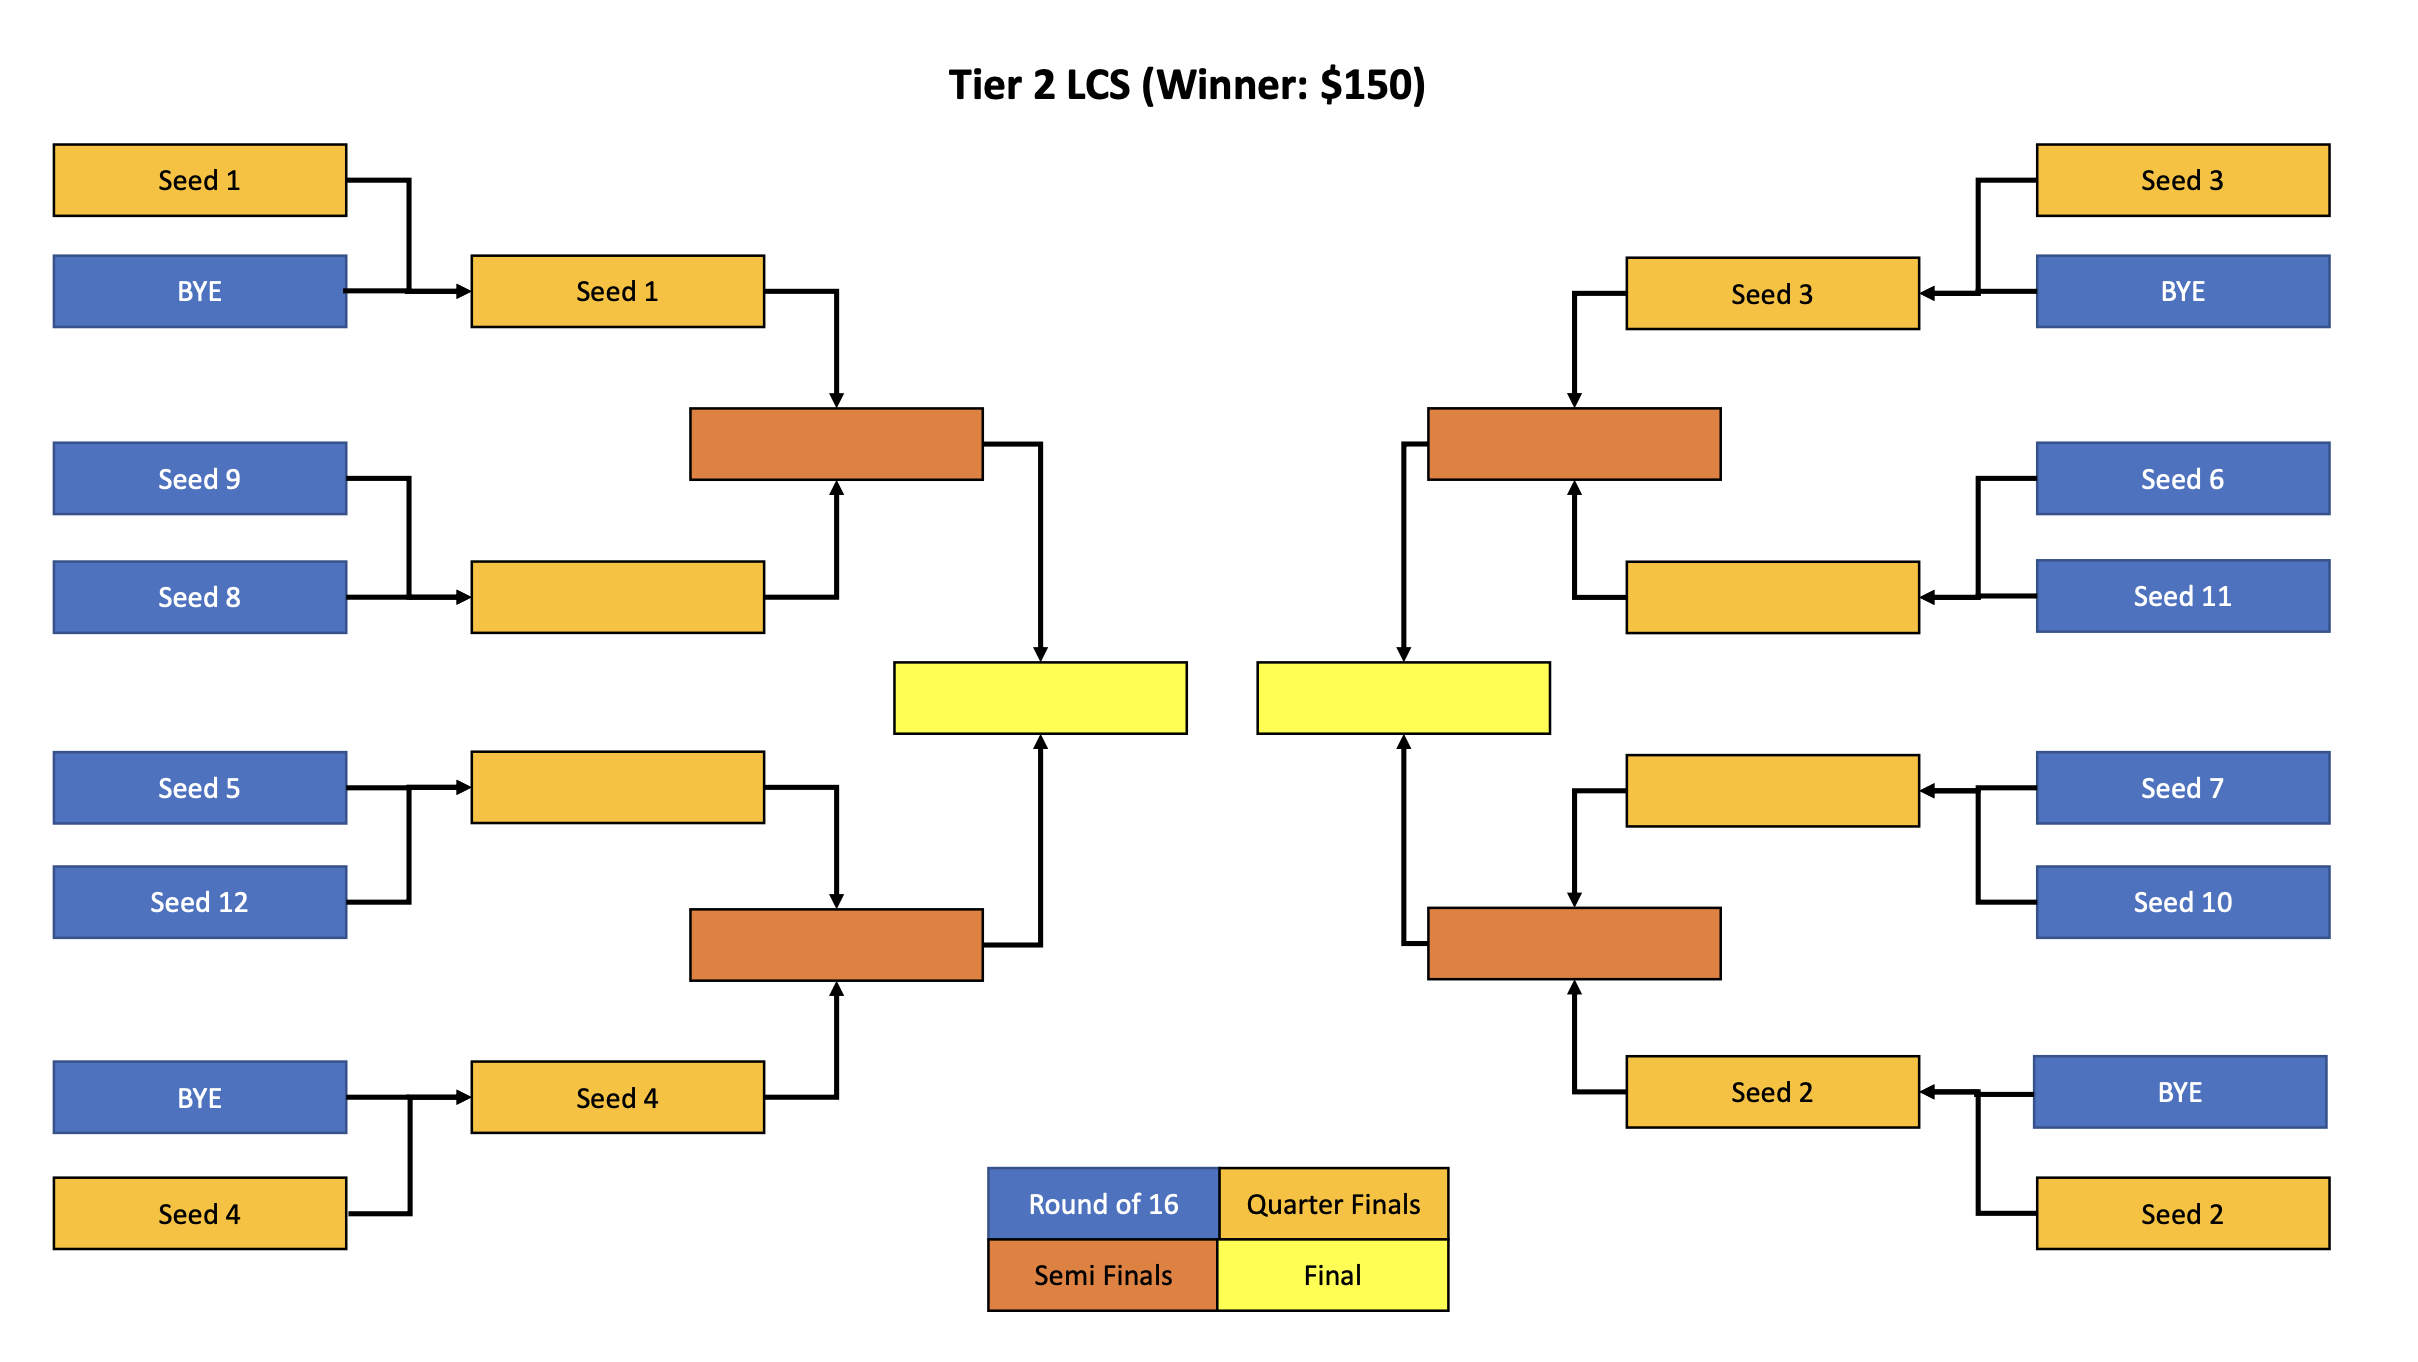 Tier 2 LCS (Winner: $150)
Seed 1
BYE
Seed 1
Seed 9
Seed 8
Seed 5
Seed 12
BYE
Seed 4
Seed 4
Seed 3
Seed 3
BYE
Seed 6
Seed 11
Seed 7
Seed 10
Seed 2
BYE
Seed 2
Round of 16
Quarter Finals
Semi Finals
Final